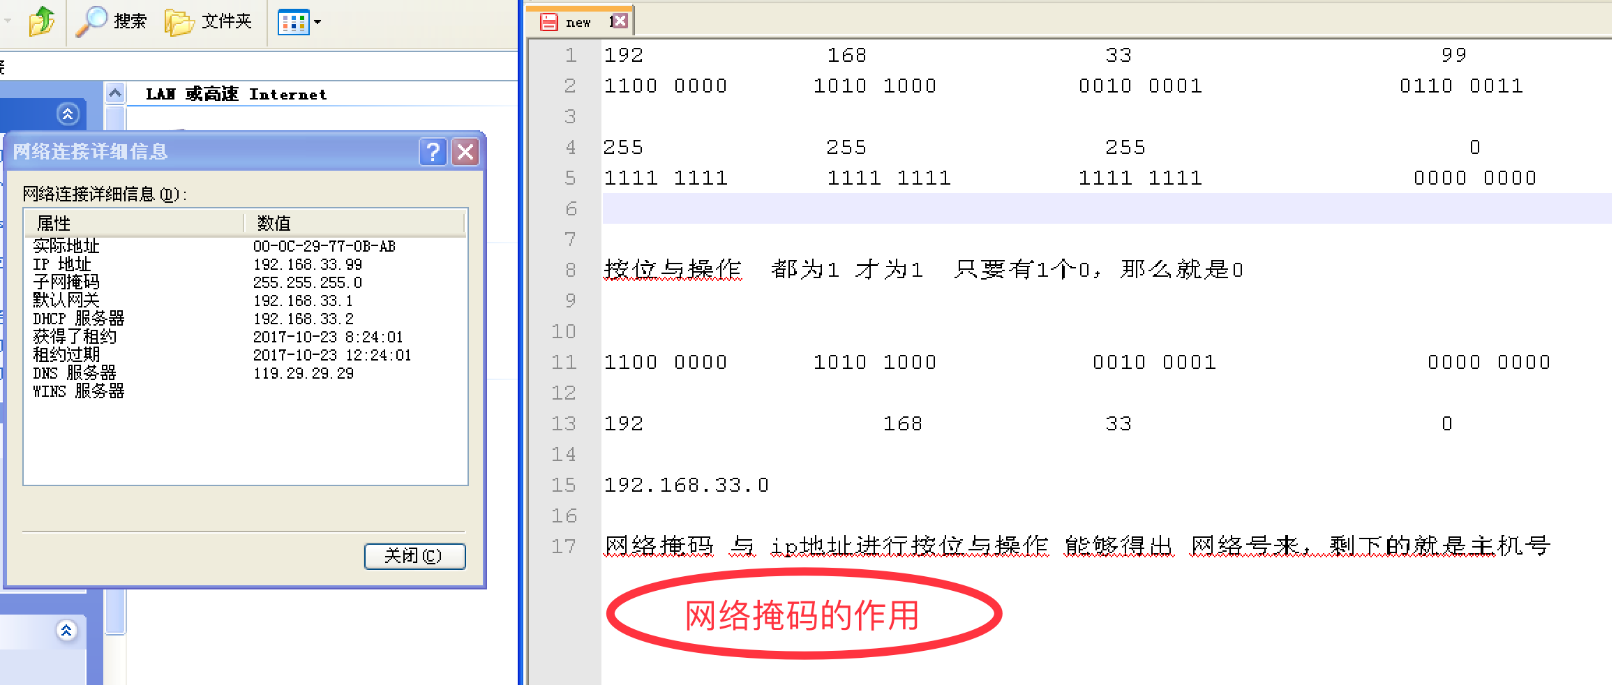 搜索 文件夹
LAN 或高速 Internet
网络连接详细信息
网络连接详细信息(D):
属性 数值
实际地址 00-0C-29-77-0B-AB
IP 地址 192.168.33.99
子网掩码 255.255.255.0
默认网关 192.168.33.1
DHCP 服务器 192.168.33.2
获得了租约 2017-10-23 8:24:01
租约过期 2017-10-23 12:24:01
DNS 服务器 119.29.29.29
WINS 服务器
关闭(C)
new 1
1 192 168 33 99
2 1100 0000 1010 1000 0010 0001 0110 0011
3
4 255 255 255 0
5 1111 1111 1111 1111 1111 1111 0000 0000
6
7
8 按位与操作 都为1 才为1 只要有1个0，那么就是0
9
10
11 1100 0000 1010 1000 0010 0001 0000 0000
12
13 192 168 33 0
14
15 192.168.33.0
16
17 网络掩码 与 ip地址进行按位与操作 能够得出 网络号来，剩下的就是主机号
网络掩码的作用